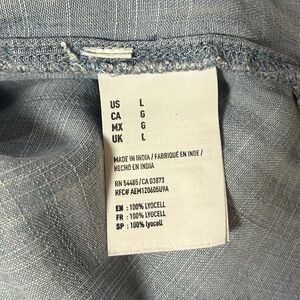 US L
CA G
MX G
UK L
MADE IN INDIA / FABRIQUÉ EN INDE /
HECHO EN INDIA
RN 54485 / CA 03873
RFC# AEM120605U9A
EN : 100% LYOCELL
FR : 100% LYOCELL
SP : 100% lyocell